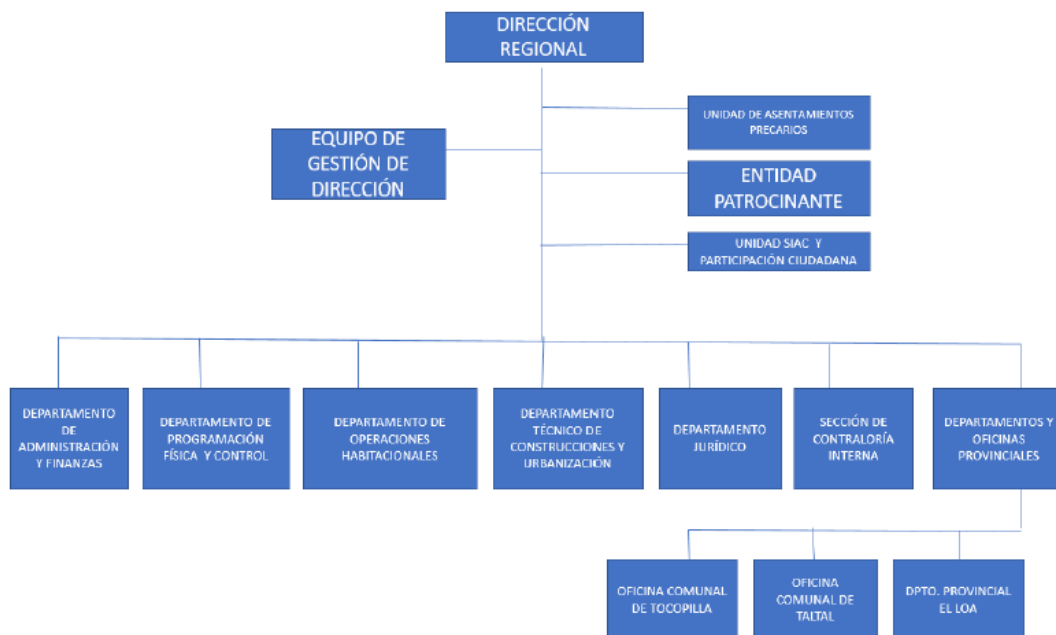 DIRECCIÓN
REGIONAL
UNIDAD DE ASENTAMIENTOS
PRECARIOS
EQUIPO DE
GESTIÓN DE
DIRECCIÓN
ENTIDAD
PATROCINANTE
UNIDAD SIAC Y
PARTICIPACIÓN CIUDADANA
DEPARTAMENTO
DE
ADMINISTRACIÓN
Y FINANZAS
DEPARTAMENTO DE
PROGRAMACIÓN
FÍSICA Y CONTROL
DEPARTAMENTO DE
OPERACIONES
HABITACIONALES
DEPARTAMENTO
TÉCNICO DE
CONSTRUCCIONES Y
URBANIZACIÓN
DEPARTAMENTO
JURÍDICO
SECCIÓN DE
CONTRALORÍA
INTERNA
DEPARTAMENTOS Y
OFICINAS
PROVINCIALES
OFICINA COMUNAL
DE TOCOPILLA
OFICINA
COMUNAL DE
TALTAL
DPTO. PROVINCIAL
EL LOA